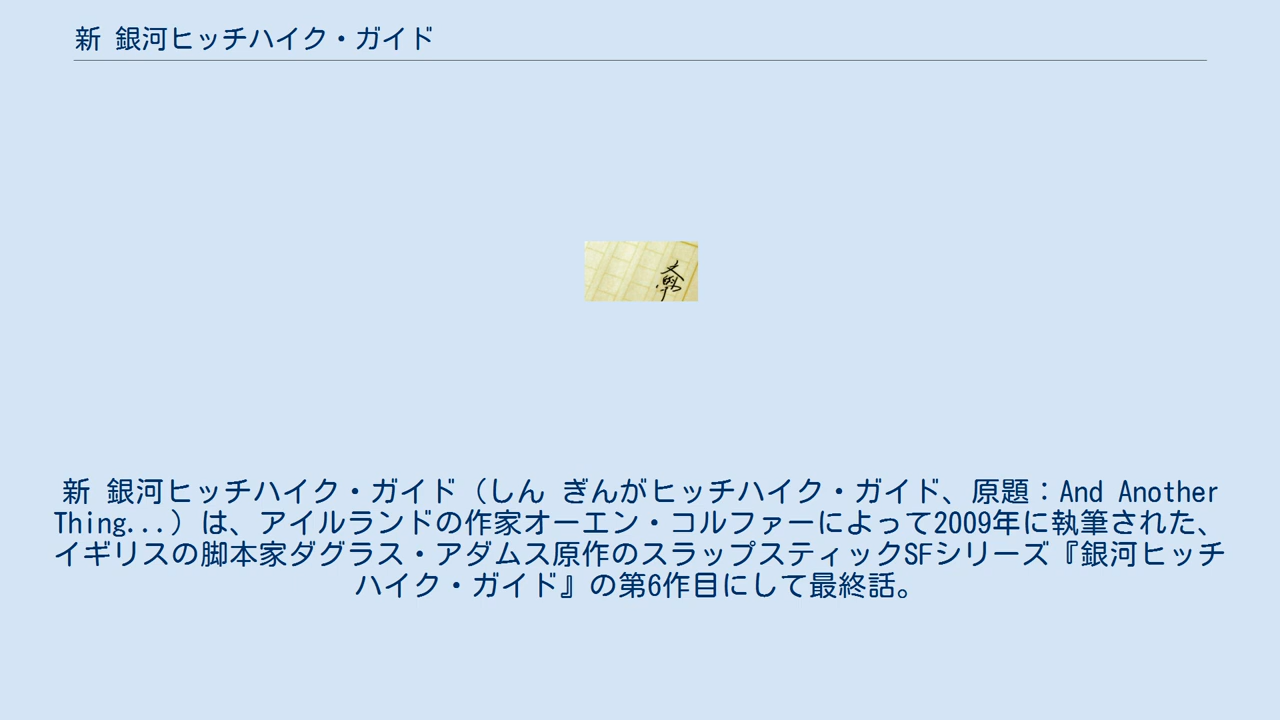 新 銀河ヒッチハイク・ガイド
新 銀河ヒッチハイク・ガイド（しん ぎんがヒッチハイク・ガイド、原題：And Another
Thing...）は、アイルランドの作家オーエン・コルファーによって2009年に執筆された、
イギリスの脚本家ダグラス・アダムス原作のスラップスティックSFシリーズ『銀河ヒッチ
ハイク・ガイド』の第6作目にして最終話。